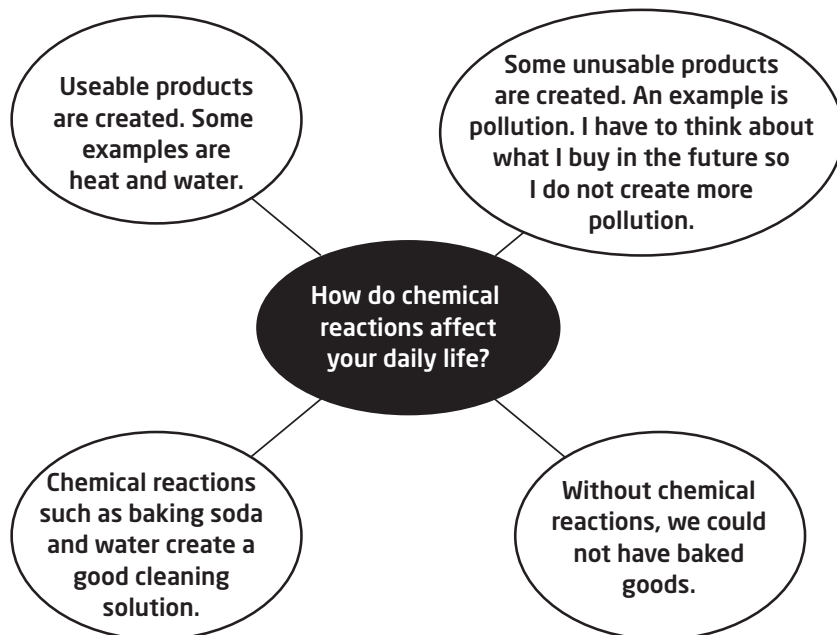 Useable products
are created. Some
examples are
heat and water.
Some unusable products
are created. An example is
pollution. I have to think about
what I buy in the future so
I do not create more
pollution.
How do chemical
reactions affect
your daily life?
Chemical reactions
such as baking soda
and water create a
good cleaning
solution.
Without chemical
reactions, we could
not have baked
goods.